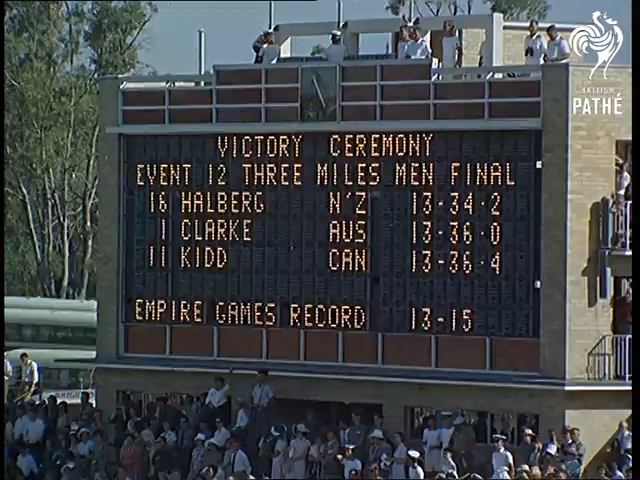 BRITISH
PATHÉ
VICTORY CEREMONY
EVENT 12 THREE MILES MEN FINAL
16 HALBERG N'Z 13-34·2
1 CLARKE AUS 13-36·0
11 KIDD CAN 13-36·4
EMPIRE GAMES RECORD 13-15